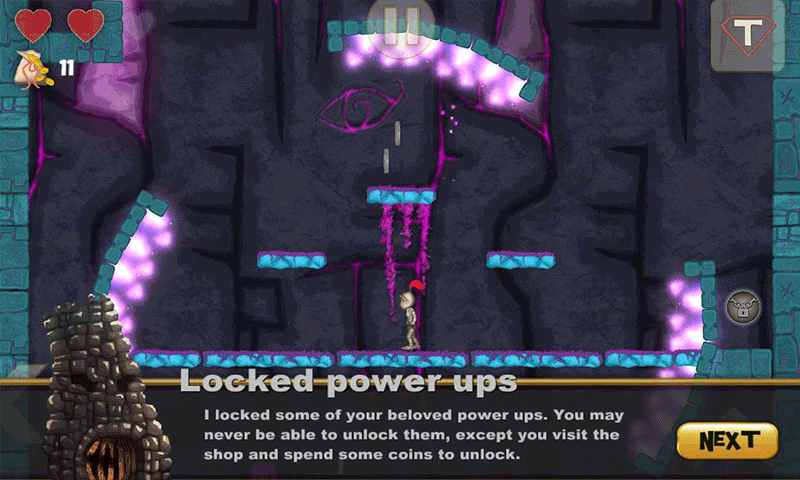 11
T
Locked power ups
I locked some of your beloved power ups. You may
never be able to unlock them, except you visit the
shop and spend some coins to unlock.
NEXT